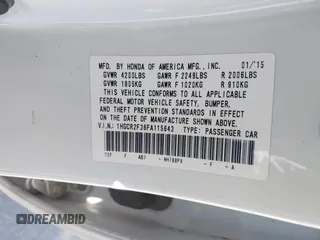 MFD. BY HONDA OF AMERICA MFG., INC. 01/15
GVWR 4200LBS GAWR F 2249LBS R 2006LBS
GVWR 1905KG GAWR F 1020KG R 910KG
THIS VEHICLE CONFORMS TO ALL APPLICABLE
FEDERAL MOTOR VEHICLE SAFETY, BUMPER,
AND THEFT PREVENTION STANDARDS IN EFFECT
ON THE DATE OF MANUFACTURE SHOWN ABOVE.
V.I.N.: 1HGCR2F36FA115643 TYPE: PASSENGER CAR
F AB7 NH788PX - F - A
DREAMBID